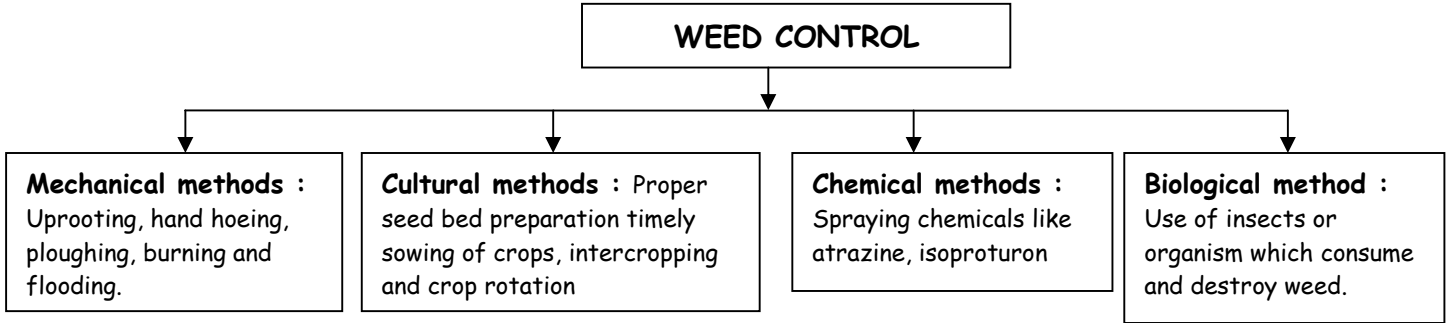 WEED CONTROL
Mechanical methods :
Uprooting, hand hoeing,
ploughing, burning and
flooding.
Cultural methods : Proper
seed bed preparation timely
sowing of crops, intercropping
and crop rotation
Chemical methods :
Spraying chemicals like
atrazine, isoproturon
Biological method :
Use of insects or
organism which consume
and destroy weed.